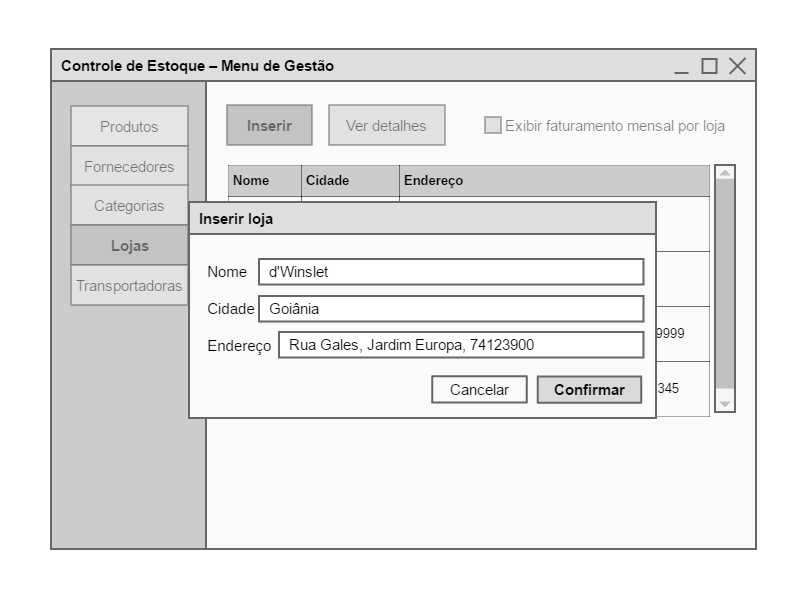 Controle de Estoque – Menu de Gestão
Produtos
Fornecedores
Categorias
Lojas
Transportadoras
Inserir
Ver detalhes
Exibir faturamento mensal por loja
Nome
Cidade
Endereço
Inserir loja
Nome
d'Winslet
Cidade
Goiânia
Endereço
Rua Gales, Jardim Europa, 74123900
Cancelar
Confirmar
9999
345